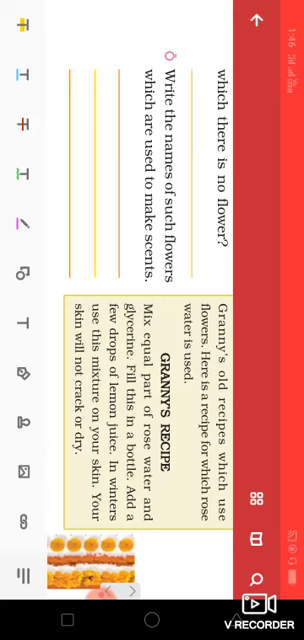 1:46
which there is no flower?
Write the names of such flowers
which are used to make scents.
Granny's old recipes which use
flowers. Here is a recipe for which rose
water is used.
GRANNY'S RECIPE
Mix equal part of rose water and
glycerine. Fill this in a bottle. Add a
few drops of lemon juice. In winters
use this mixture on your skin. Your
skin will not crack or dry.
V RECORDER